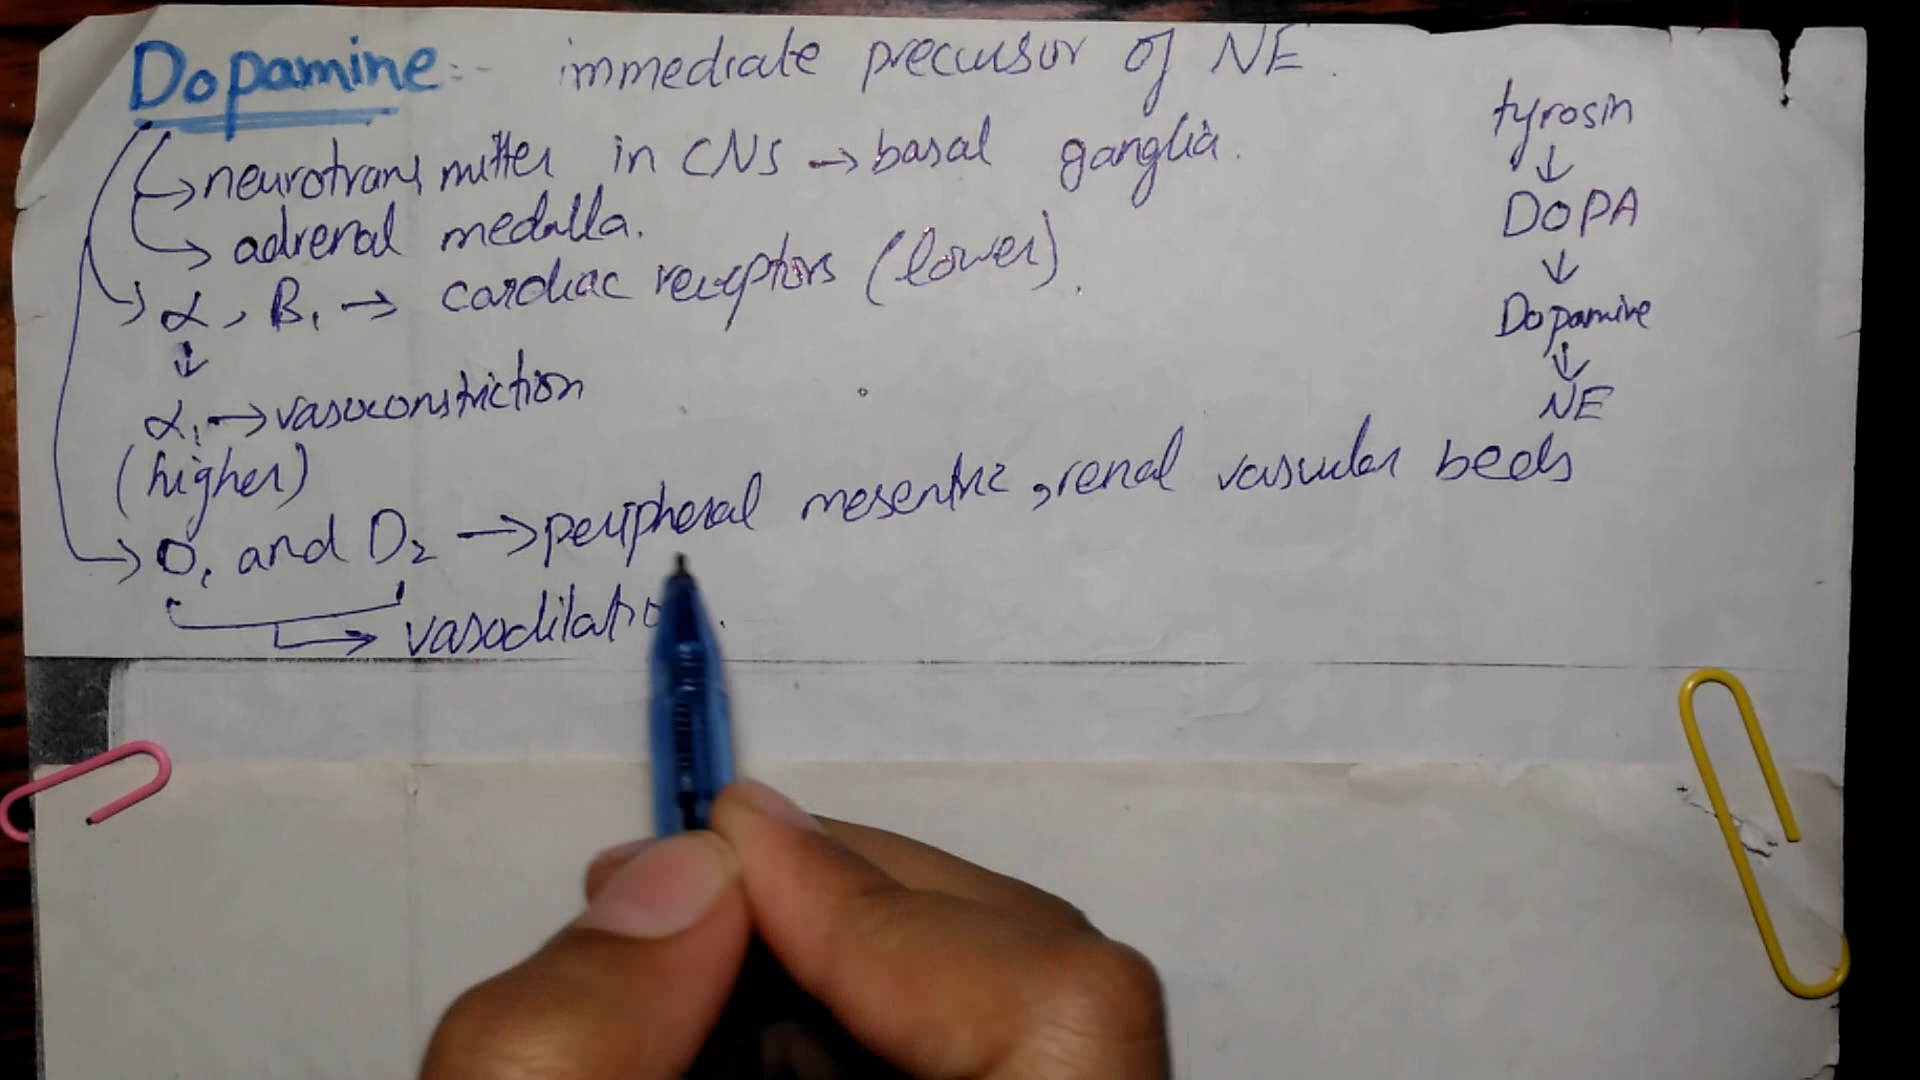 Dopamine:- immediate precursor of NE.
neurotransmitter in CNS → basal ganglia.
adrenal medulla.
α, B₁ → cardiac receptors (lower).
↓
α₁ → vasoconstriction
(higher)
D₁ and D₂ → peripheral mesentric, renal vascular beds
→ vasodilatio
tyrosin
↓
DOPA
↓
Dopamine
↓
NE